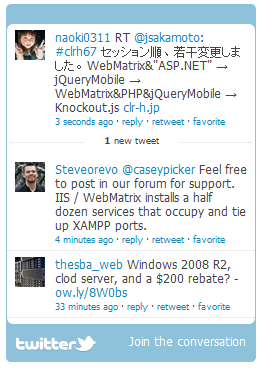 naoki0311 RT @jsakamoto:
#clrh67 セッション順、若干変更しま
した。 WebMatrix&"ASP.NET" →
jQueryMobile →
WebMatrix&PHP&jQueryMobile →
Knockout.js clr-h.jp
3 seconds ago · reply · retweet · favorite
1 new tweet
Steveorevo @caseypicker Feel free
to post in our forum for support.
IIS / WebMatrix installs a half
dozen services that occupy and tie
up XAMPP ports.
4 minutes ago · reply · retweet · favorite
thesba_web Windows 2008 R2,
clod server, and a $200 rebate? -
ow.ly/8W0bs
33 minutes ago · reply · retweet · favorite
twitter Join the conversation